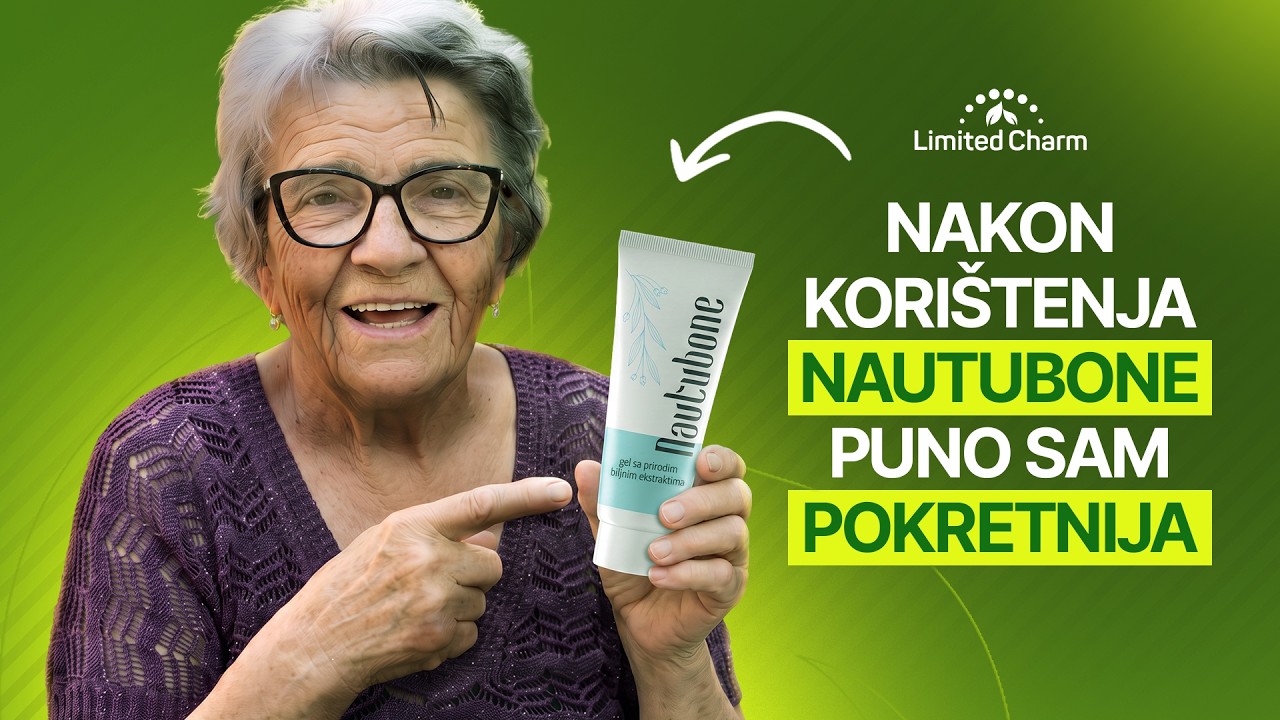 Limited Charm
NAKON
KORIŠTENJA
NAUTUBONE
PUNO SAM
POKRETNIJA
Nautubone
gel sa prirodim
biljnim ekstraktima